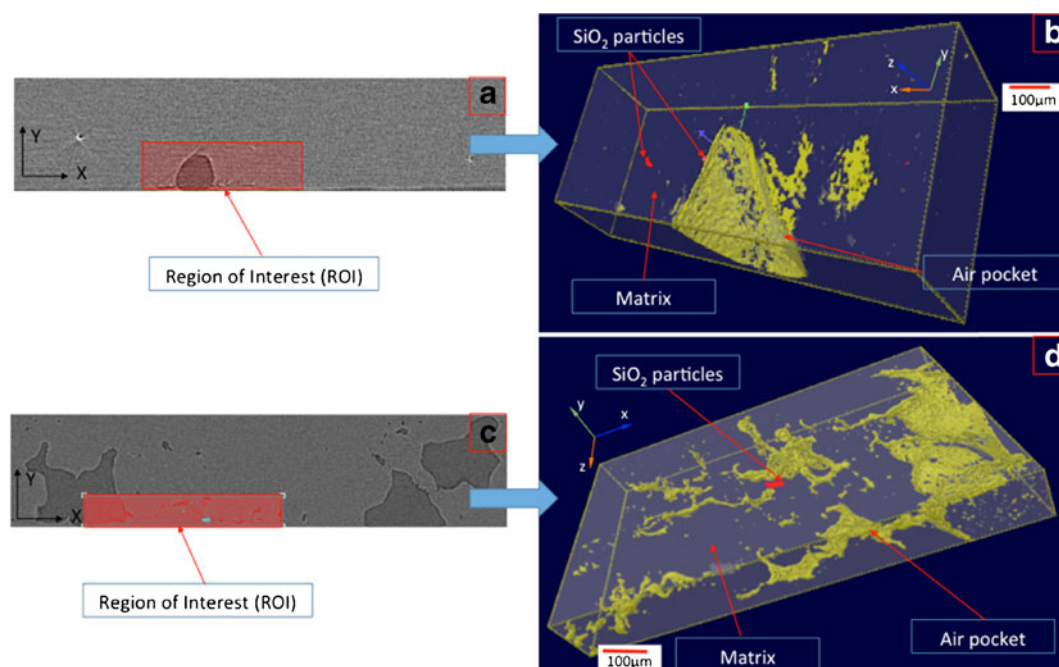 a
Y
X
Region of Interest (ROI)
b
SiO₂ particles
y
z
x
100μm
x
Air pocket
Matrix
c
Y
X
Region of Interest (ROI)
d
SiO₂ particles
y
x
z
100μm
Matrix
Air pocket